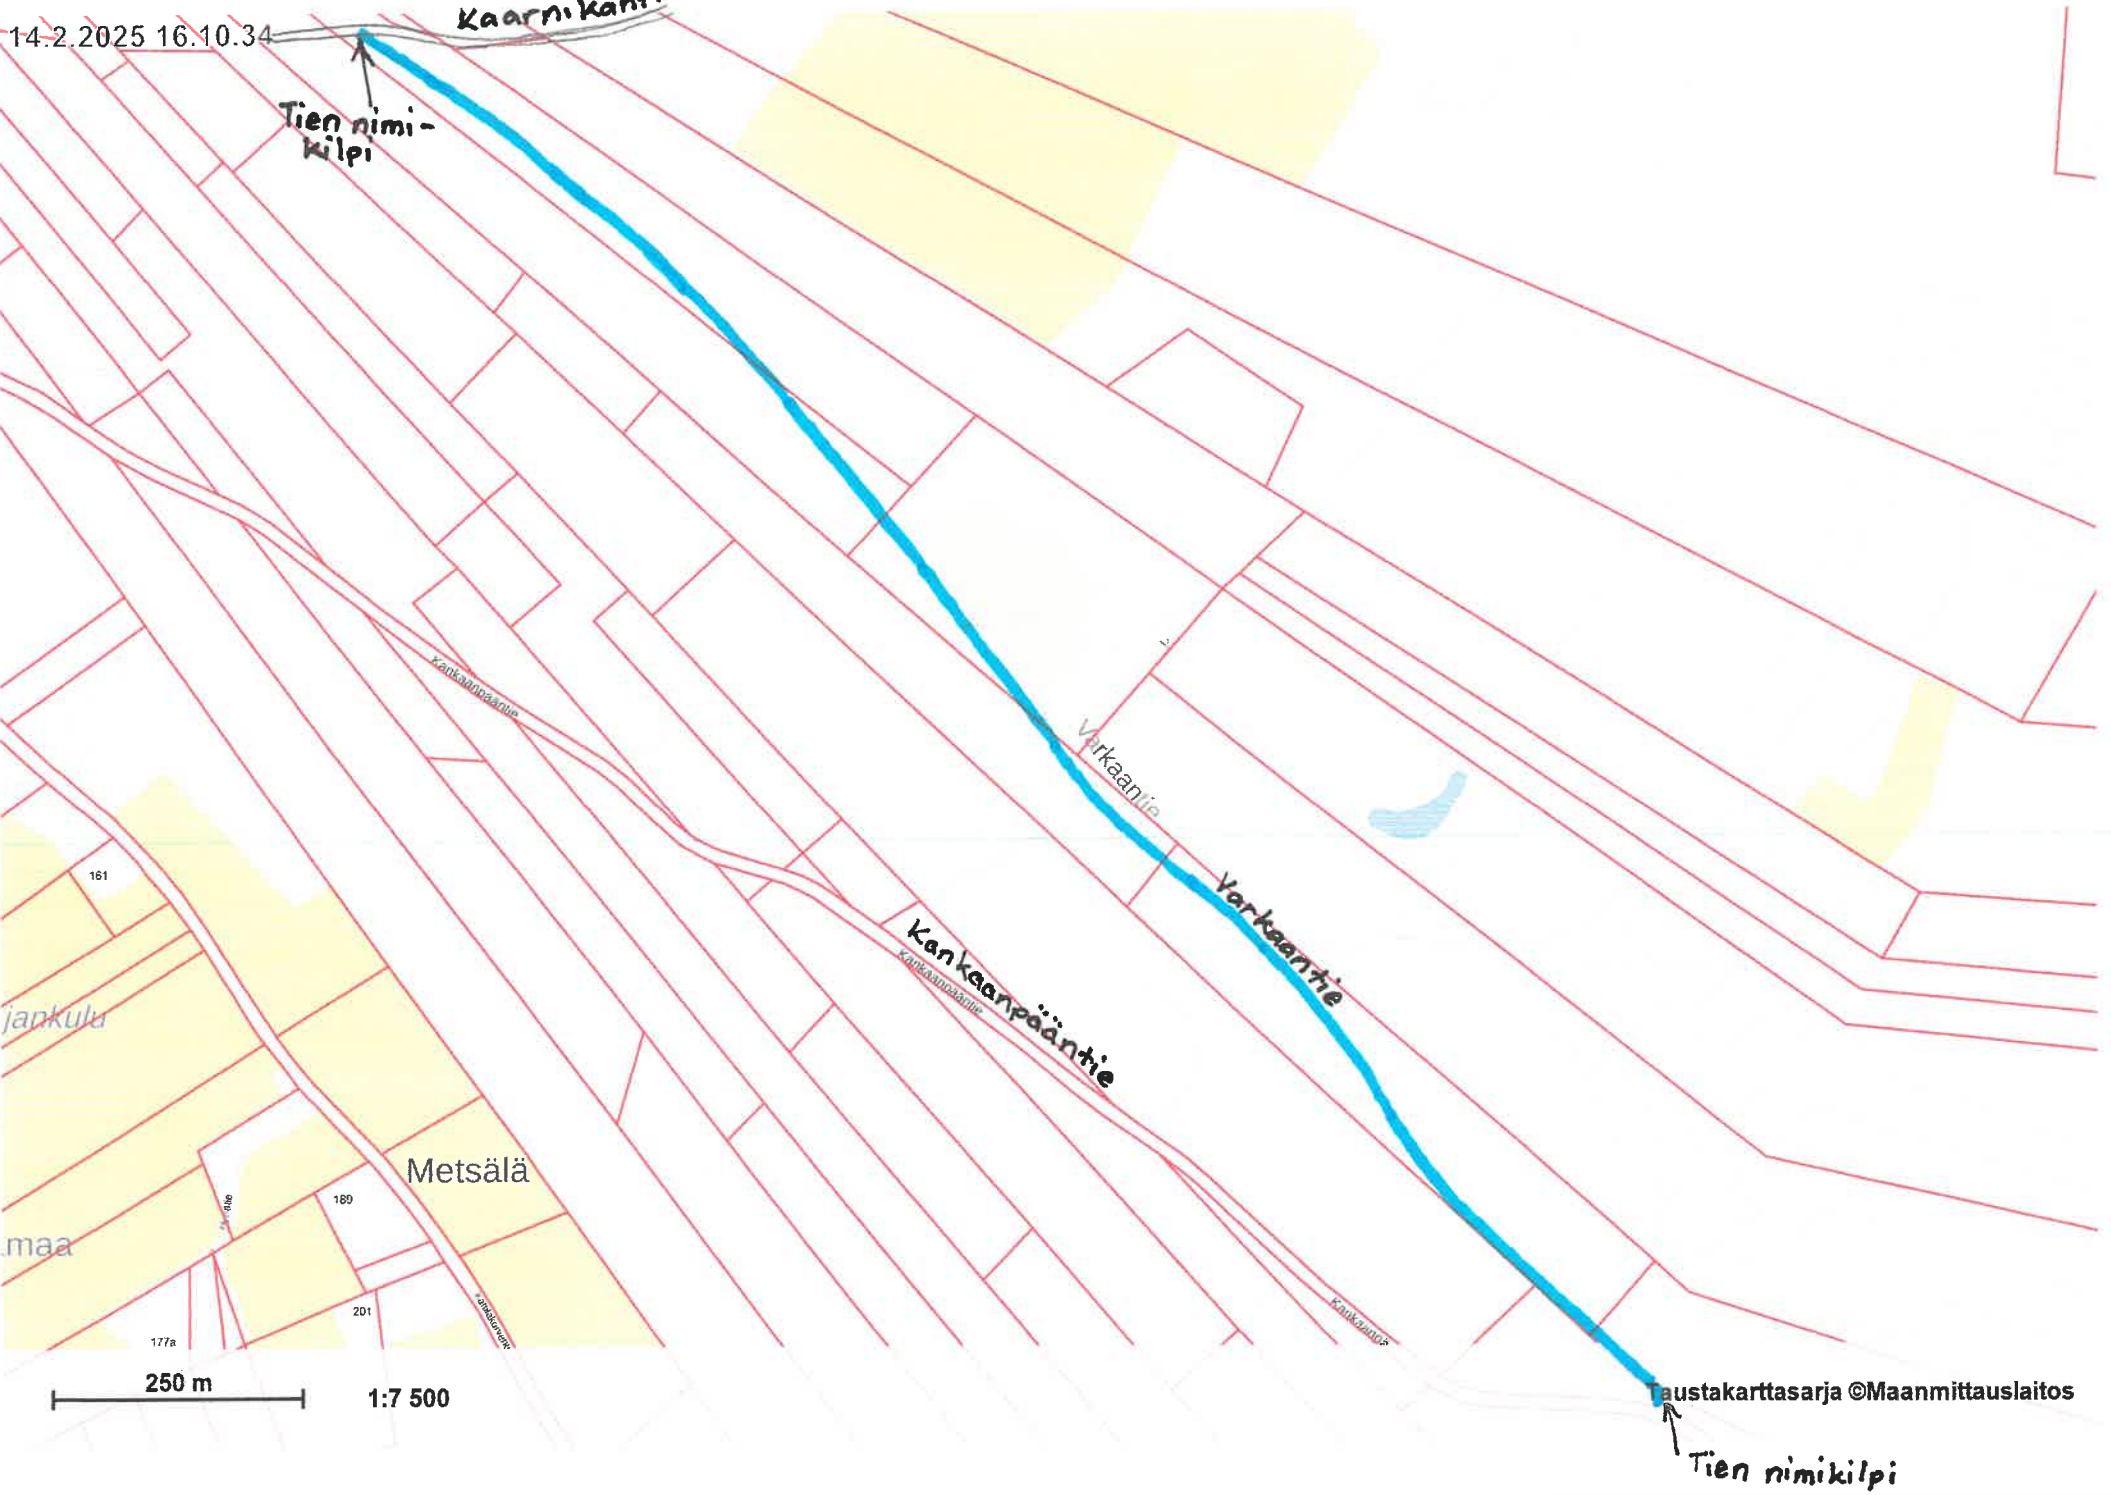 14.2.2025 16.10.34
Tien nimi-
kilpi
Kankaanpääntie
Varkaantie
Varkaantie
Kankaanpääntie
Kankaanpääntie
161
jankulu
Metsälä
189
maa
201
177a
250 m
1:7 500
Taustakarttasarja ©Maanmittauslaitos
Tien nimikilpi